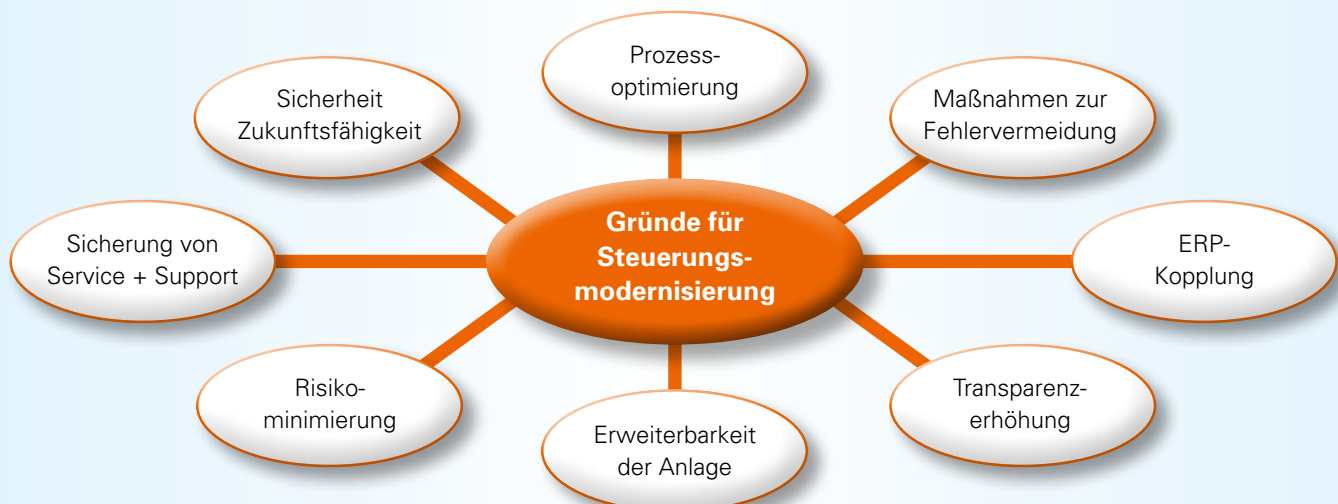 Prozess-
optimierung
Sicherheit
Zukunftsfähigkeit
Maßnahmen zur
Fehlervermeidung
Gründe für
Steuerungs-
modernisierung
Sicherung von
Service + Support
ERP-
Kopplung
Risiko-
minimierung
Transparenz-
erhöhung
Erweiterbarkeit
der Anlage